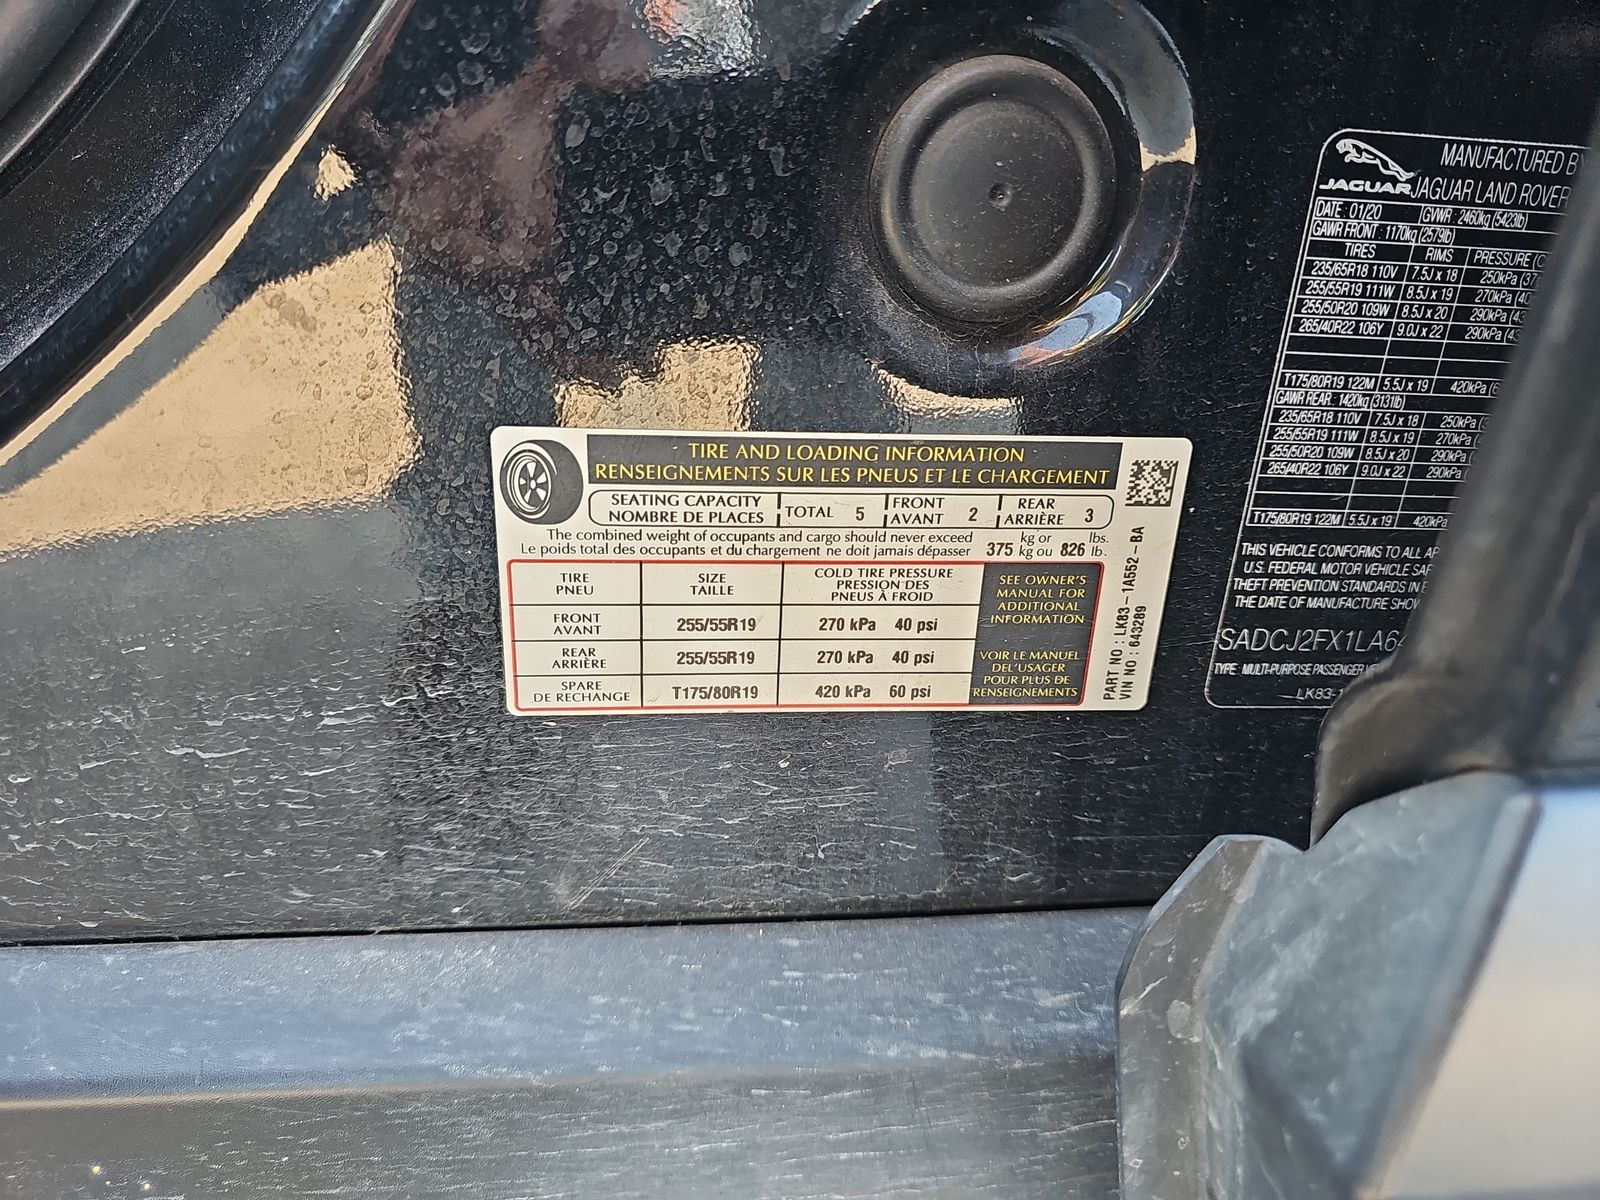 TIRE AND LOADING INFORMATION
RENSEIGNEMENTS SUR LES PNEUS ET LE CHARGEMENT
SEATING CAPACITY
NOMBRE DE PLACES
TOTAL 5
FRONT
AVANT 2
REAR
ARRIÈRE 3
The combined weight of occupants and cargo should never exceed 375 kg or 826 lbs.
Le poids total des occupants et du chargement ne doit jamais dépasser kg ou lb.
TIRE
PNEU
SIZE
TAILLE
COLD TIRE PRESSURE
PRESSION DES
PNEUS À FROID
FRONT
AVANT
255/55R19
270 kPa 40 psi
REAR
ARRIÈRE
255/55R19
270 kPa 40 psi
SPARE
DE RECHANGE
T175/80R19
420 kPa 60 psi
SEE OWNER'S
MANUAL FOR
ADDITIONAL
INFORMATION
VOIR LE MANUEL
DEL'USAGER
POUR PLUS DE
RENSEIGNEMENTS
PART NO : LK83-1A552-BA
VIN NO : 643289
JAGUAR
MANUFACTURED BY
JAGUAR LAND ROVER
DATE: 01/20 GVWR : 2460kg (5423lb)
GAWR FRONT : 1170kg (2579lb)
TIRES RIMS PRESSURE
235/65R18 110V 7.5J x 18 250kPa
255/55R19 111W 8.5J x 19 270kPa
255/50R20 109W 8.5J x 20 290kPa
265/40R22 106Y 9.0J x 22 290kPa
T175/80R19 122M 5.5J x 19 420kPa
GAWR REAR : 1420kg (3131lb)
235/65R18 110V 7.5J x 18 250kPa
255/55R19 111W 8.5J x 19 270kPa
255/50R20 109W 8.5J x 20 290kPa
265/40R22 106Y 9.0J x 22 290kPa
T175/80R19 122M 5.5J x 19 420kPa
THIS VEHICLE CONFORMS TO ALL
U.S. FEDERAL MOTOR VEHICLE
THEFT PREVENTION STANDARDS IN
THE DATE OF MANUFACTURE
SADCJ2FX1LA64
TYPE : MULTI-PURPOSE PASSENGER
LK83-1